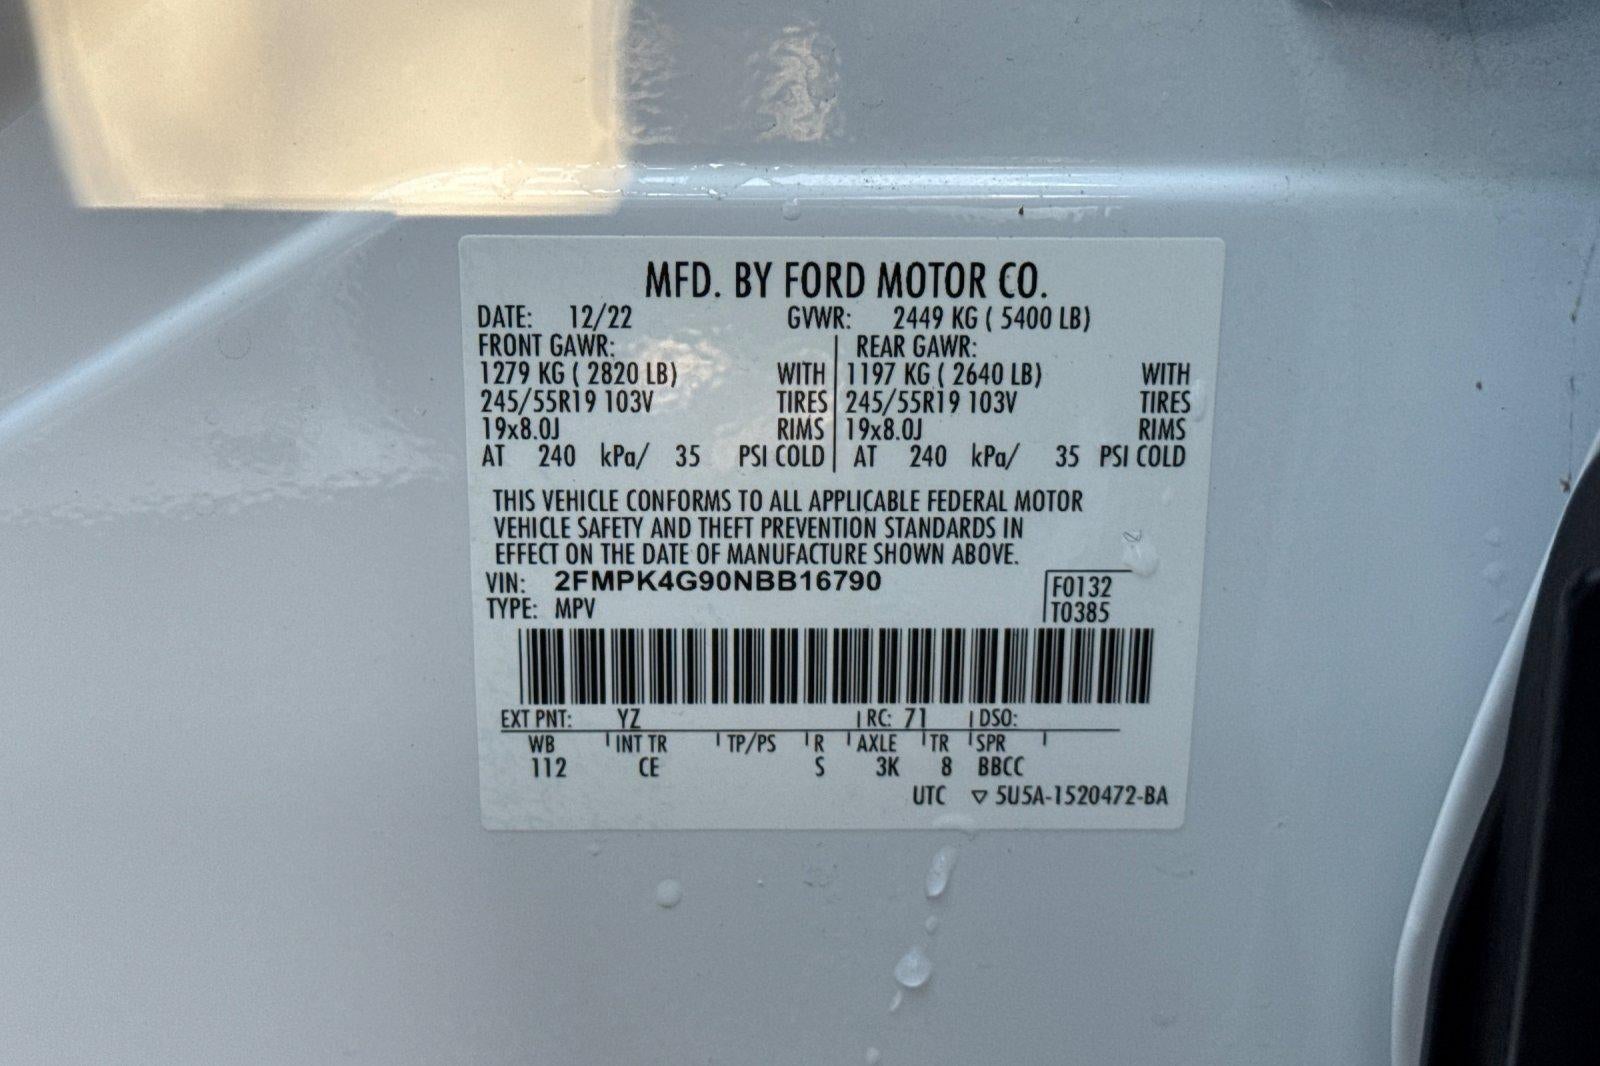 MFD. BY FORD MOTOR CO.
DATE: 12/22 GVWR: 2449 KG ( 5400 LB)
FRONT GAWR: REAR GAWR:
1279 KG ( 2820 LB) WITH 1197 KG ( 2640 LB) WITH
245/55R19 103V TIRES 245/55R19 103V TIRES
19x8.0J RIMS 19x8.0J RIMS
AT 240 kPa/ 35 PSI COLD AT 240 kPa/ 35 PSI COLD
THIS VEHICLE CONFORMS TO ALL APPLICABLE FEDERAL MOTOR
VEHICLE SAFETY AND THEFT PREVENTION STANDARDS IN
EFFECT ON THE DATE OF MANUFACTURE SHOWN ABOVE.
VIN: 2FMPK4G90NBB16790 F0132
TYPE: MPV T0385
EXT PNT: YZ RC: 71 DSO:
WB INT TR TP/PS R AXLE TR SPR
112 CE S 3K 8 BBCC
UTC ▽ 5U5A-1520472-BA